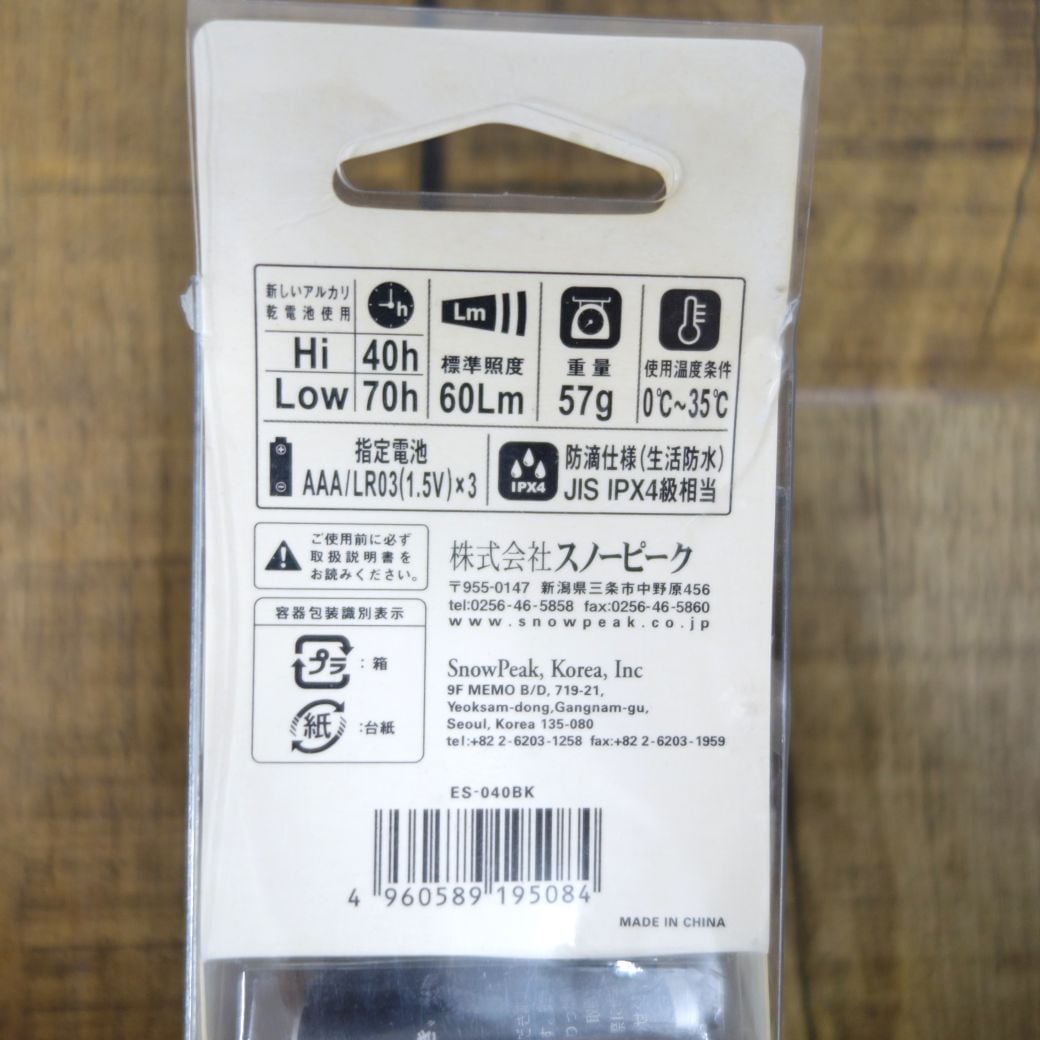 新しいアルカリ
乾電池使用
h
Hi 40h
Low 70h
Lm
標準照度
60Lm
重量
57g
使用温度条件
0℃~35℃
指定電池
AAA/LR03(1.5V)×3
IPX4
防滴仕様(生活防水)
JIS IPX4級相当
ご使用前に必ず
取扱説明書を
お読みください。
容器包装識別表示
プラ:箱
紙:台紙
株式会社スノーピーク
〒955-0147 新潟県三条市中野原456
tel:0256-46-5858 fax:0256-46-5860
www.snowpeak.co.jp
SnowPeak, Korea, Inc
9F MEMO B/D, 719-21,
Yeoksam-dong,Gangnam-gu,
Seoul, Korea 135-080
tel:+82 2-6203-1258 fax:+82 2-6203-1959
ES-040BK
4 960589 195084
MADE IN CHINA